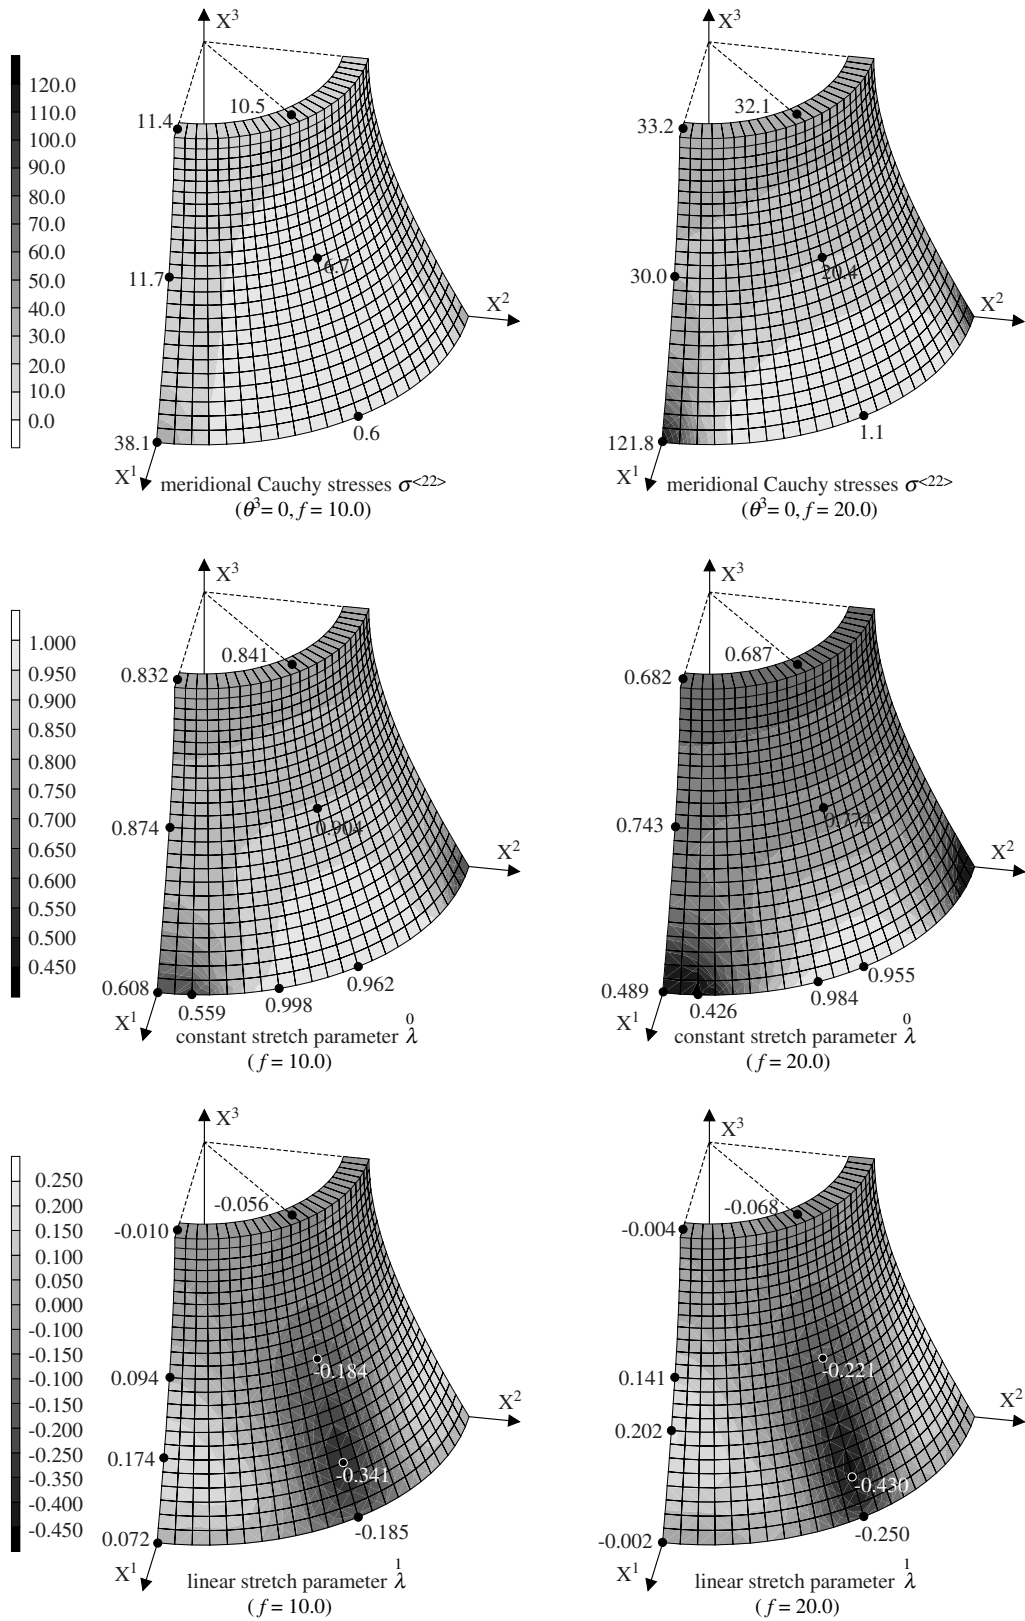 X³
X³
120.0
110.0
100.0
90.0
80.0
70.0
60.0
50.0
40.0
30.0
20.0
10.0
0.0
11.4
10.5
11.7
6.7
X²
38.1
0.6
X¹
meridional Cauchy stresses σ<22>
(θ³= 0, f = 10.0)
33.2
32.1
30.0
20.4
X²
121.8
1.1
X¹
meridional Cauchy stresses σ<22>
(θ³= 0, f = 20.0)
X³
X³
1.000
0.950
0.900
0.850
0.800
0.750
0.700
0.650
0.600
0.550
0.500
0.450
0.832
0.841
0.874
0.904
X²
0.608
0.559
0.998
0.962
X¹
0
constant stretch parameter λ
( f = 10.0)
0.682
0.687
0.743
X²
0.489
0.426
0.984
0.955
X¹
0
constant stretch parameter λ
( f = 20.0)
X³
X³
0.250
0.200
0.150
0.100
0.050
0.000
-0.100
-0.150
-0.100
-0.150
-0.200
-0.250
-0.350
-0.400
-0.450
-0.010
-0.056
0.094
-0.184
X²
0.174
-0.341
0.072
-0.185
X¹
1
linear stretch parameter λ
( f = 10.0)
-0.004
-0.068
0.141
-0.221
X²
0.202
-0.430
-0.002
-0.250
X¹
1
linear stretch parameter λ
( f = 20.0)